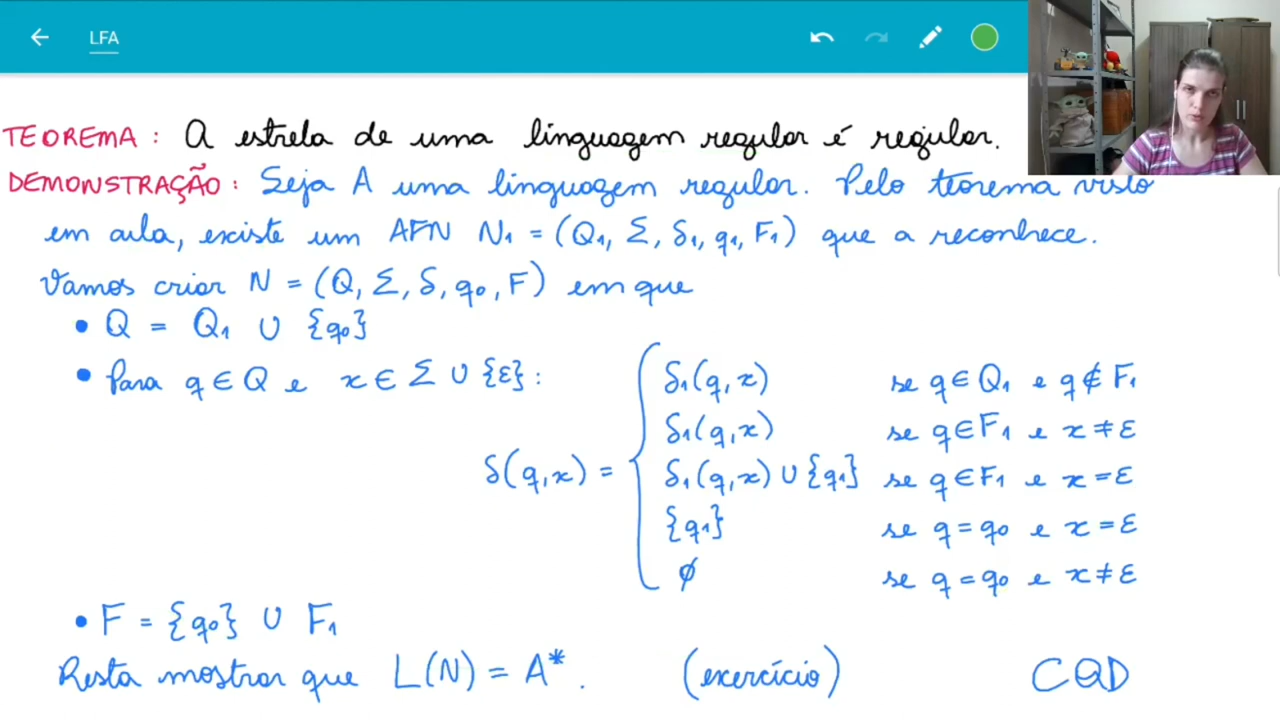 LFA
TEOREMA: A estrela de uma linguagem regular é regular.
DEMONSTRAÇÃO: Seja A uma linguagem regular. Pelo teorema visto
em aula, existe um AFN N₁ = (Q₁, Σ, δ₁, q₁, F₁) que a reconhece.
Vamos criar N = (Q, Σ, δ, q₀, F) em que
• Q = Q₁ ∪ {q₀}
• Para q ∈ Q e x ∈ Σ ∪ {ε}:
δ(q,x) =
δ₁(q,x) se q ∈ Q₁ e q ∉ F₁
δ₁(q,x) se q ∈ F₁ e x ≠ ε
δ₁(q,x) ∪ {q₁} se q ∈ F₁ e x = ε
{q₁} se q = q₀ e x = ε
∅ se q = q₀ e x ≠ ε
• F = {q₀} ∪ F₁
Resta mostrar que L(N) = A*. (exercício) CQD